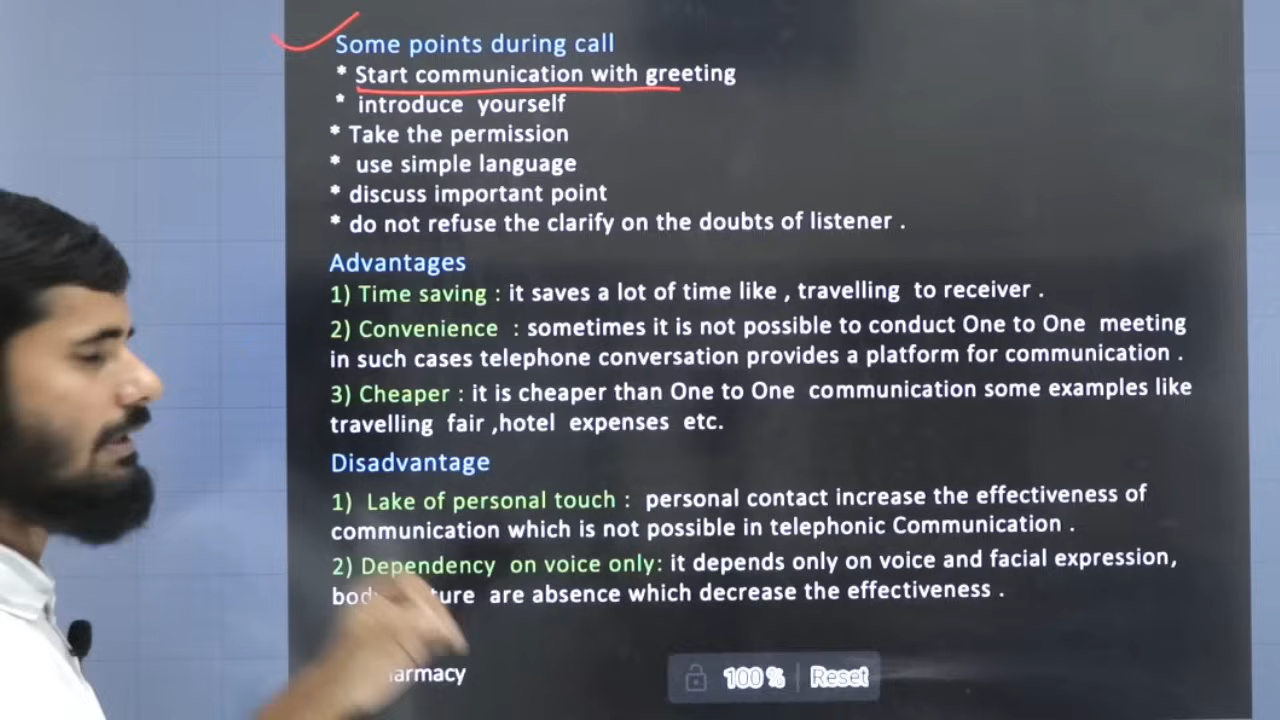 Some points during call
* Start communication with greeting
* introduce yourself
* Take the permission
* use simple language
* discuss important point
* do not refuse the clarify on the doubts of listener .
Advantages
1) Time saving : it saves a lot of time like , travelling to receiver .
2) Convenience : sometimes it is not possible to conduct One to One meeting
in such cases telephone conversation provides a platform for communication .
3) Cheaper : it is cheaper than One to One communication some examples like
travelling fair ,hotel expenses etc.
Disadvantage
1) Lake of personal touch : personal contact increase the effectiveness of
communication which is not possible in telephonic Communication .
2) Dependency on voice only: it depends only on voice and facial expression,
are absence which decrease the effectiveness .
100% Reset